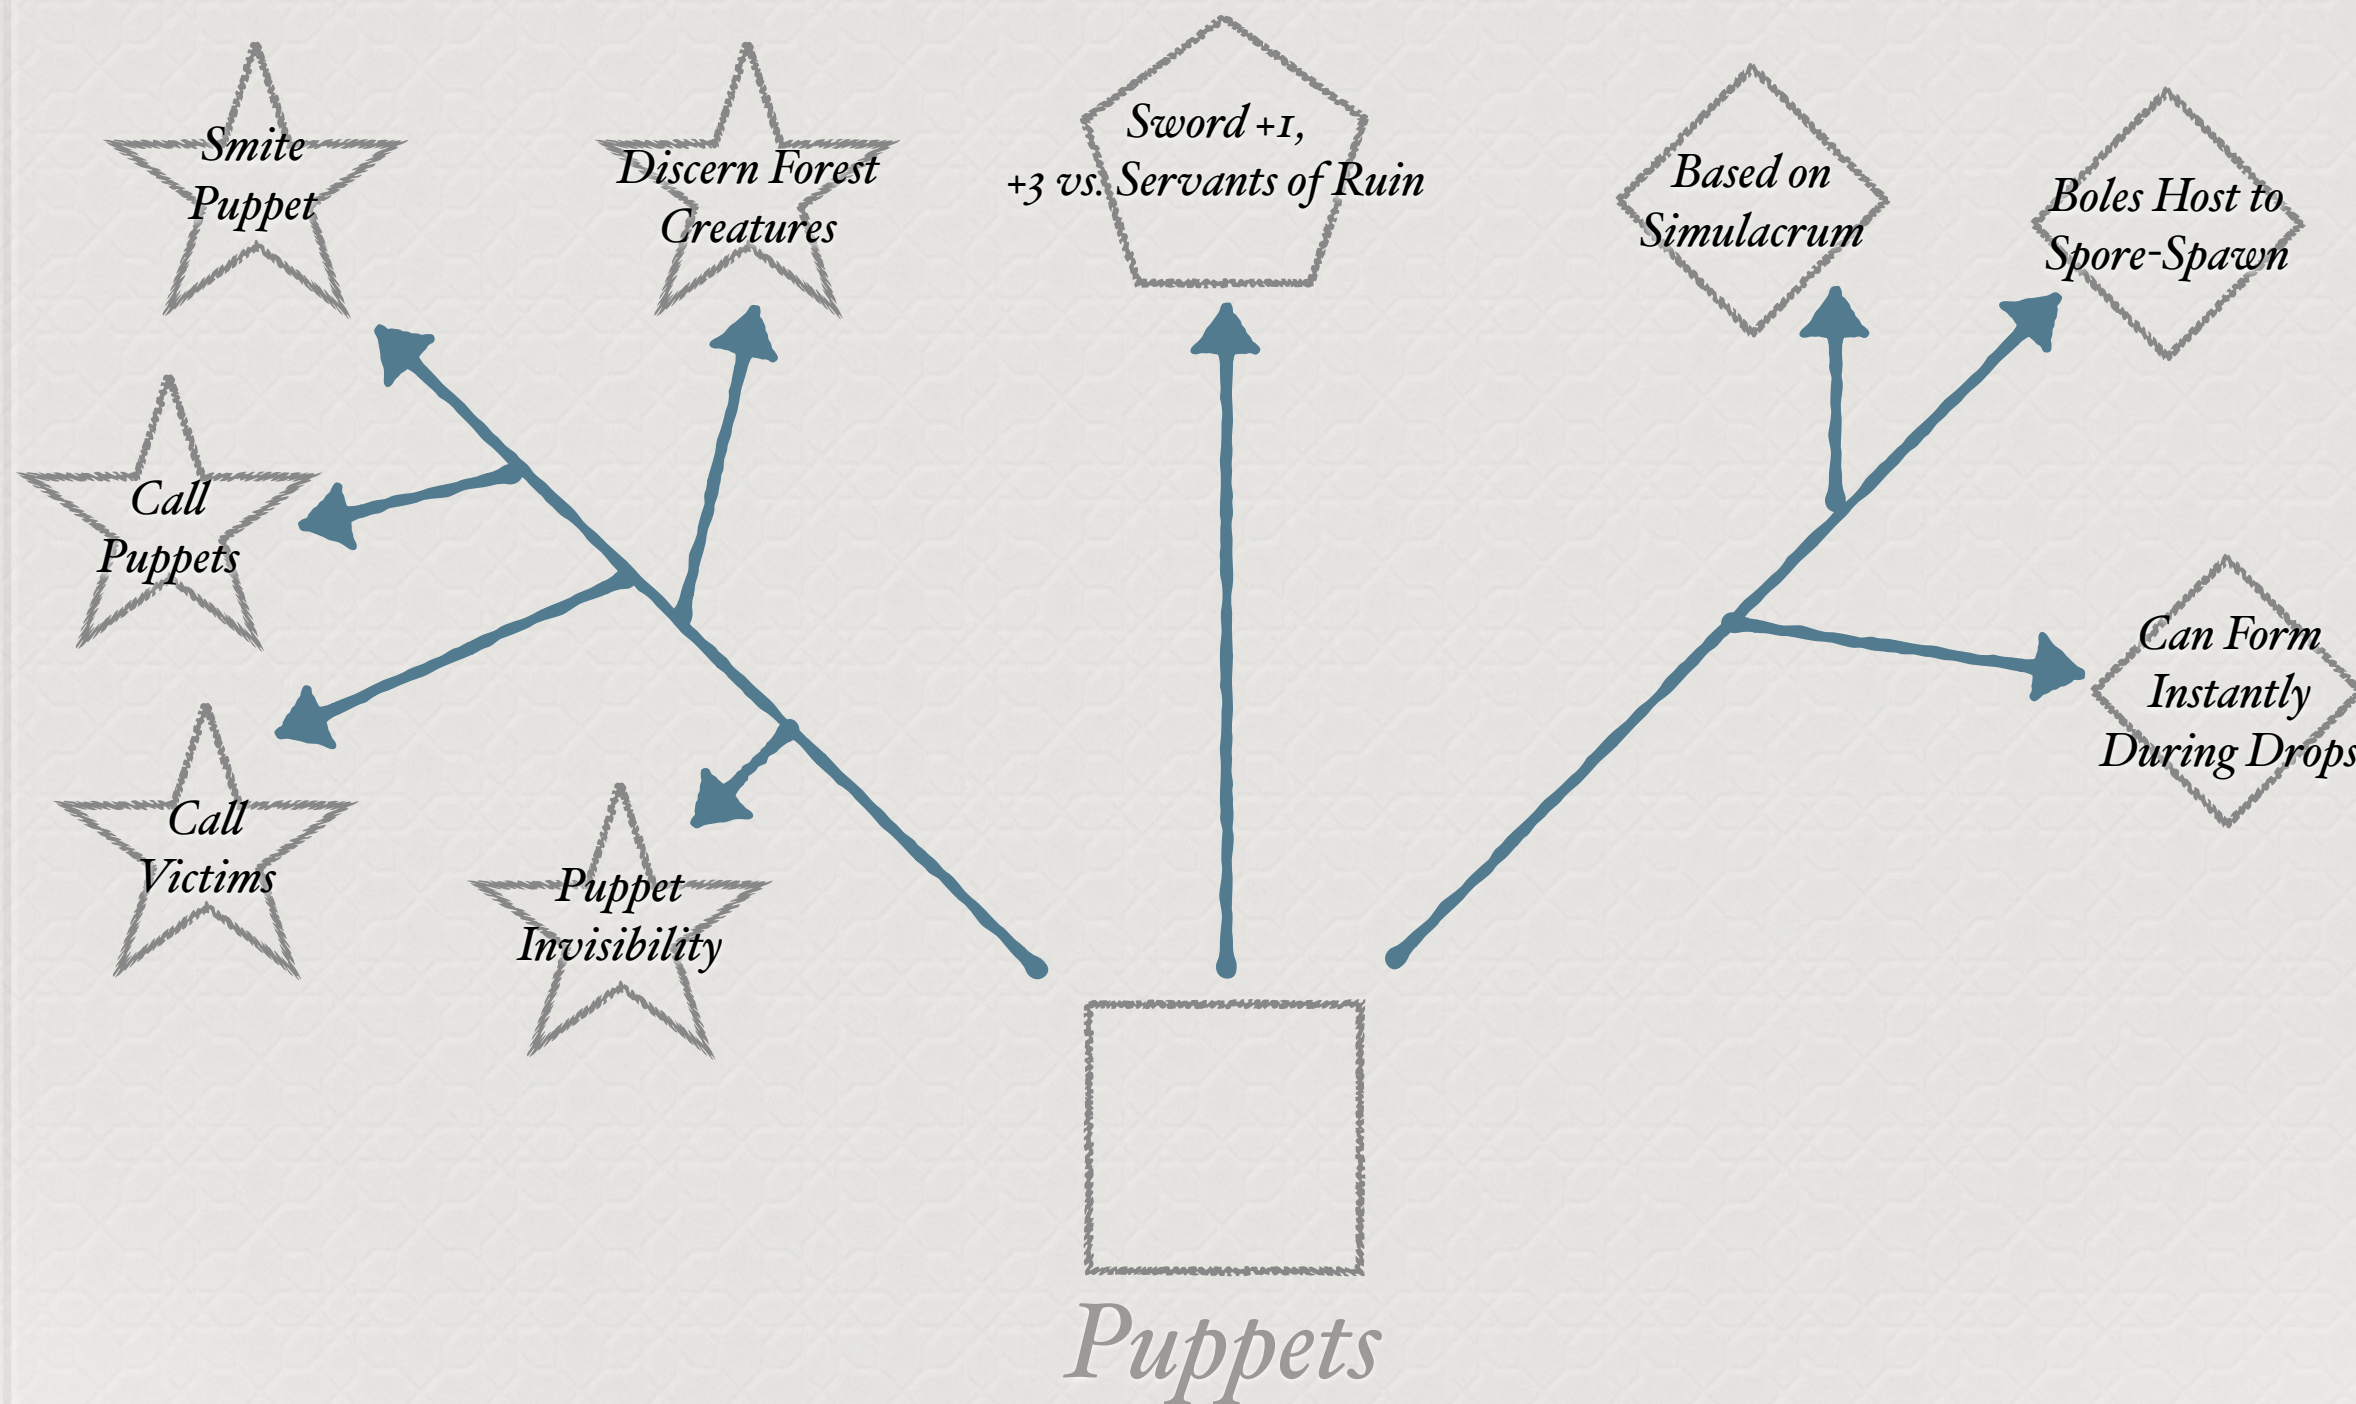 Smite
Puppet
Discern Forest
Creatures
Sword +1,
+3 vs. Servants of Ruin
Based on
Simulacrum
Boles Host to
Spore-Spawn
Call
Puppets
Can Form
Instantly
During Drops
Call
Victims
Puppet
Invisibility
Puppets